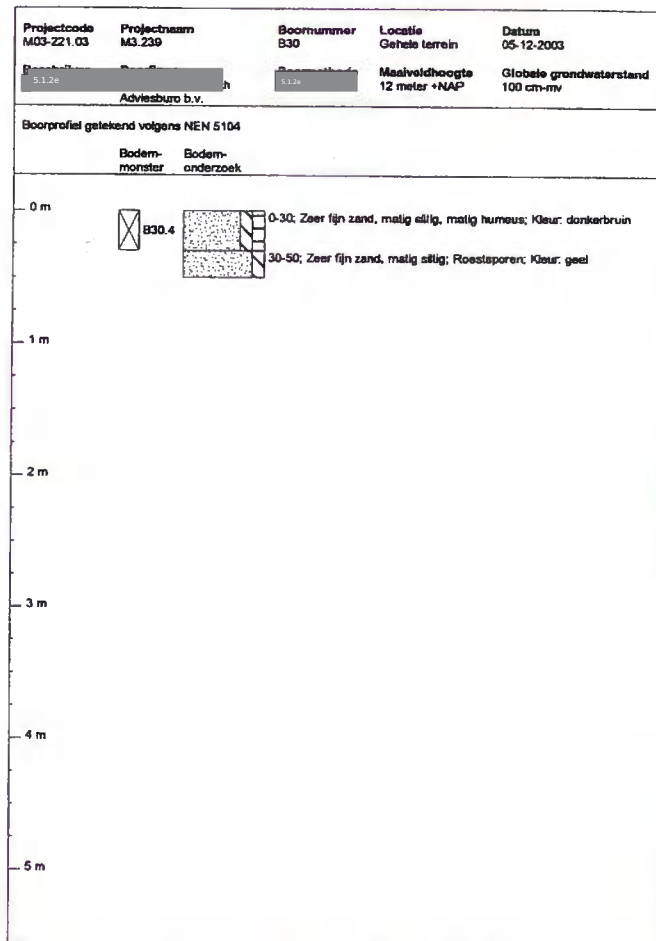 Projectcode Projectnaam Boornummer Locatie Datum
M03-221.03 M3.239 B30 Gehele terrein 05-12-2003
Maaiveldhoogte Globale grondwaterstand
5.1.2e h 5.1.2e 12 meter +NAP 100 cm-mv
Adviesburo b.v.
Boorprofiel getekend volgens NEN 5104
Bodem- Bodem-
monster onderzoek
0 m
B30.4
0-30; Zeer fijn zand, matig siltig, matig humeus; Kleur: donkerbruin
30-50; Zeer fijn zand, matig siltig; Roestsporen; Kleur: geel
1 m
2 m
3 m
4 m
5 m